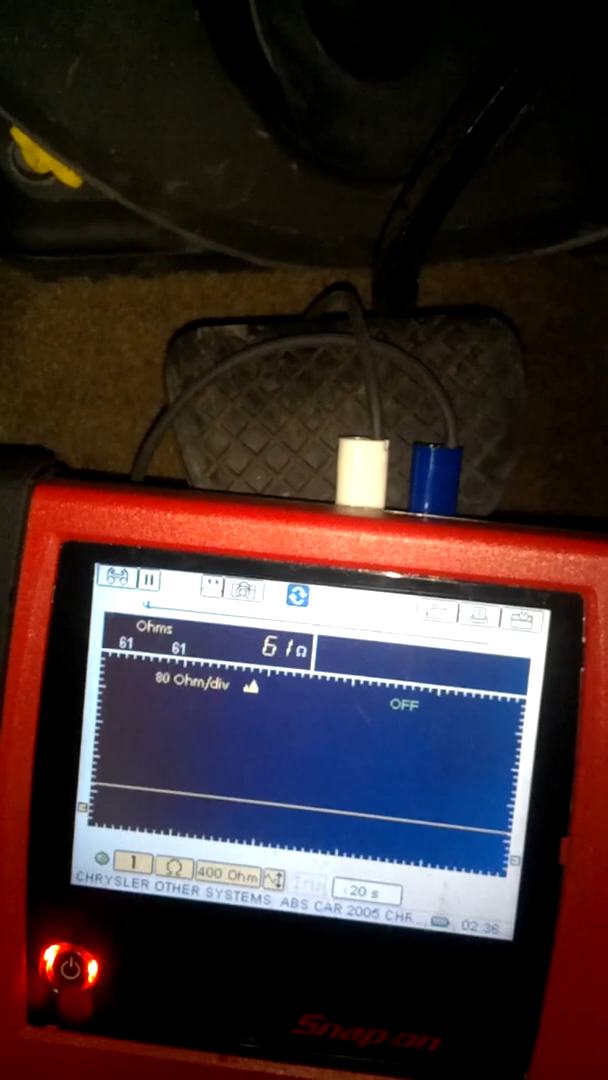 Ohms
61 61 61Ω
80 Ohm/div
OFF
1 Ω 400 Ohm 20 s
CHRYSLER OTHER SYSTEMS ABS CAR 2005 CHR... 02:36
Snap-on